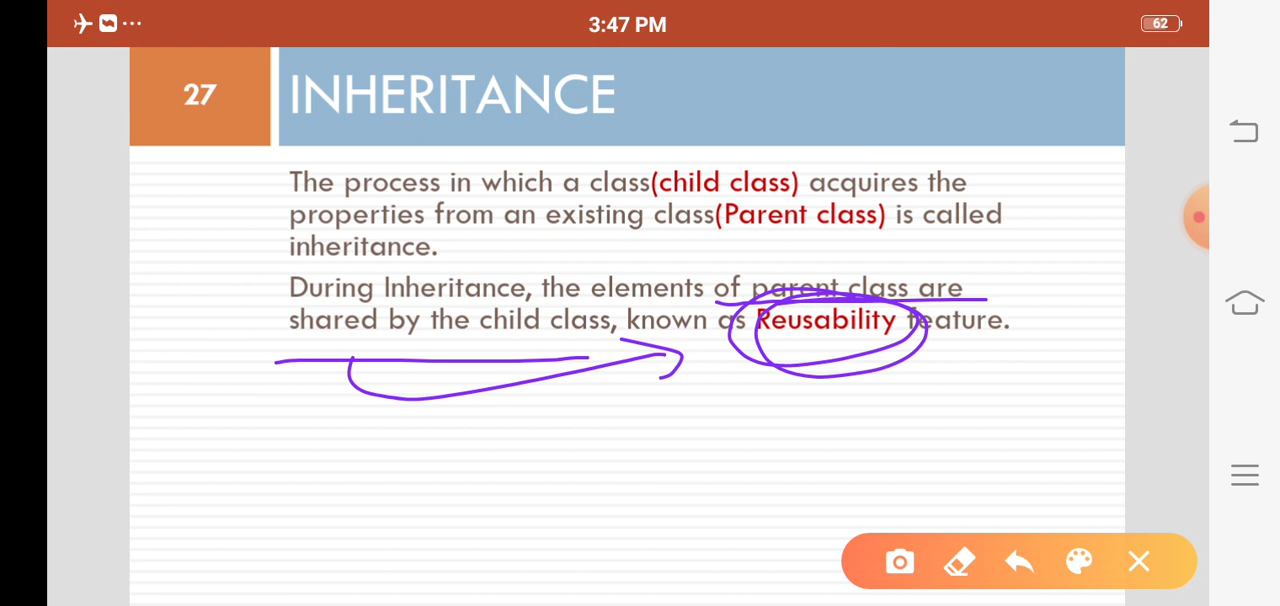 3:47 PM
62
27
INHERITANCE
The process in which a class(child class) acquires the
properties from an existing class(Parent class) is called
inheritance.
During Inheritance, the elements of parent class are
shared by the child class, known as Reusability feature.